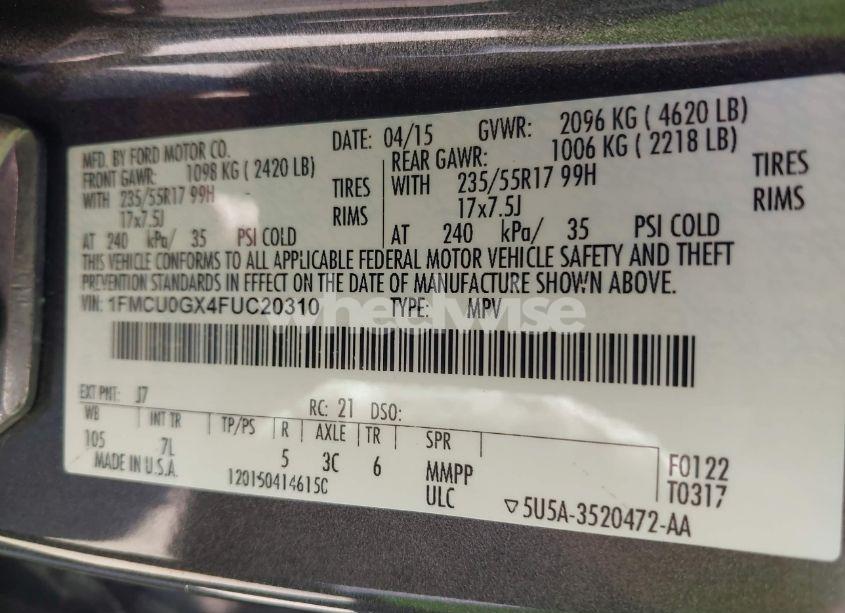 MFD. BY FORD MOTOR CO. DATE: 04/15 GVWR: 2096 KG ( 4620 LB)
FRONT GAWR: 1098 KG ( 2420 LB) REAR GAWR: 1006 KG ( 2218 LB)
WITH 235/55R17 99H TIRES WITH 235/55R17 99H TIRES
17x7.5J RIMS 17x7.5J RIMS
AT 240 kPa/ 35 PSI COLD AT 240 kPa/ 35 PSI COLD
THIS VEHICLE CONFORMS TO ALL APPLICABLE FEDERAL MOTOR VEHICLE SAFETY AND THEFT
PREVENTION STANDARDS IN EFFECT ON THE DATE OF MANUFACTURE SHOWN ABOVE.
VIN: 1FMCU0GX4FUC20310 TYPE: MPV
wheelwise
EXT PNT: J7 RC: 21 DSO:
WB INT TR TP/PS R AXLE TR SPR
105 7L 5 3C 6 MMPP F0122
MADE IN U.S.A. 120150414615C ULC T0317
▽5U5A-3520472-AA